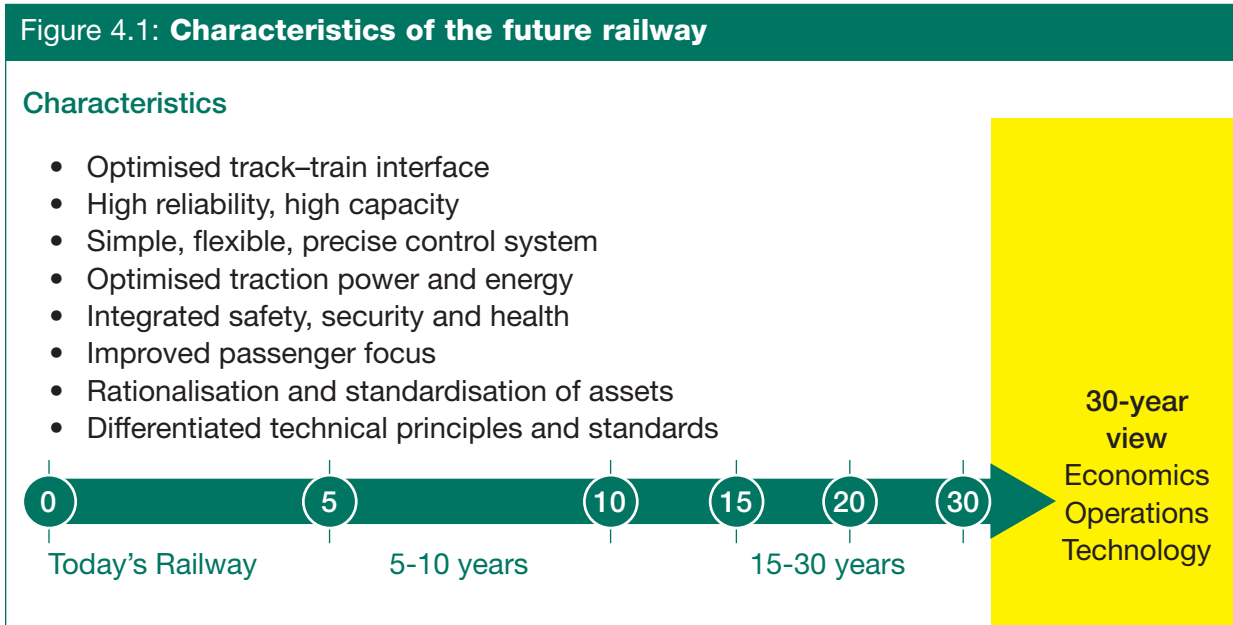 Figure 4.1: Characteristics of the future railway
Characteristics
• Optimised track–train interface
• High reliability, high capacity
• Simple, flexible, precise control system
• Optimised traction power and energy
• Integrated safety, security and health
• Improved passenger focus
• Rationalisation and standardisation of assets
• Differentiated technical principles and standards
0 5 10 15 20 30
Today's Railway 5-10 years 15-30 years
30-year
view
Economics
Operations
Technology